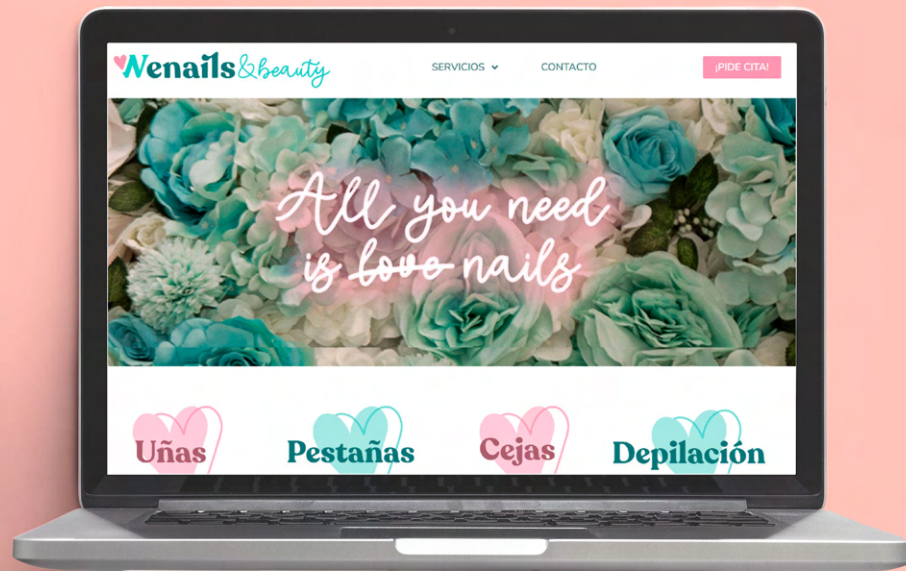 Wenails & beauty
SERVICIOS
CONTACTO
¡PIDE CITA!
All you need
is love nails
Uñas
Pestañas
Cejas
Depilación